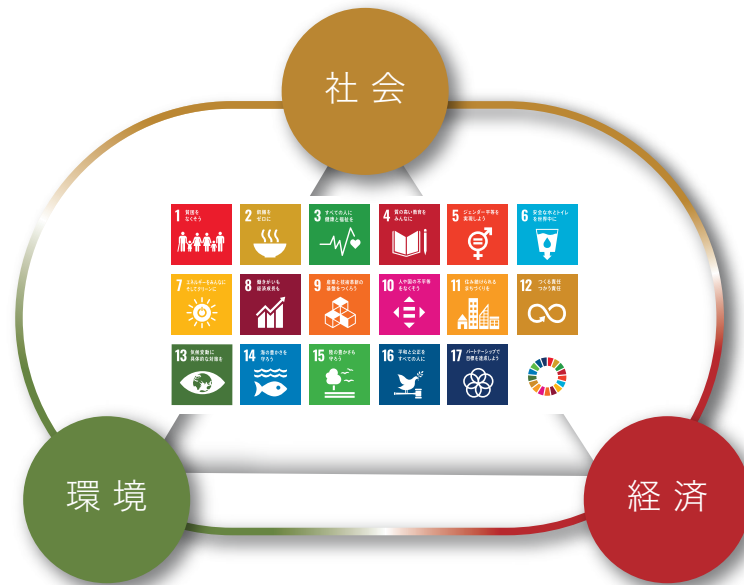 社会
1 貧困を
なくそう
2 飢餓を
ゼロに
3 すべての人に
健康と福祉を
4 質の高い教育を
みんなに
5 ジェンダー平等を
実現しよう
6 安全な水とトイレ
を世界中に
7 エネルギーをみんなに
そしてクリーンに
8 働きがいも
経済成長も
9 産業と技術革新の
基盤をつくろう
10 人や国の不平等
をなくそう
11 住み続けられる
まちづくりを
12 つくる責任
つかう責任
13 気候変動に
具体的な対策を
14 海の豊かさを
守ろう
15 陸の豊かさも
守ろう
16 平和と公正を
すべての人に
17 パートナーシップで
目標を達成しよう
環境
経済